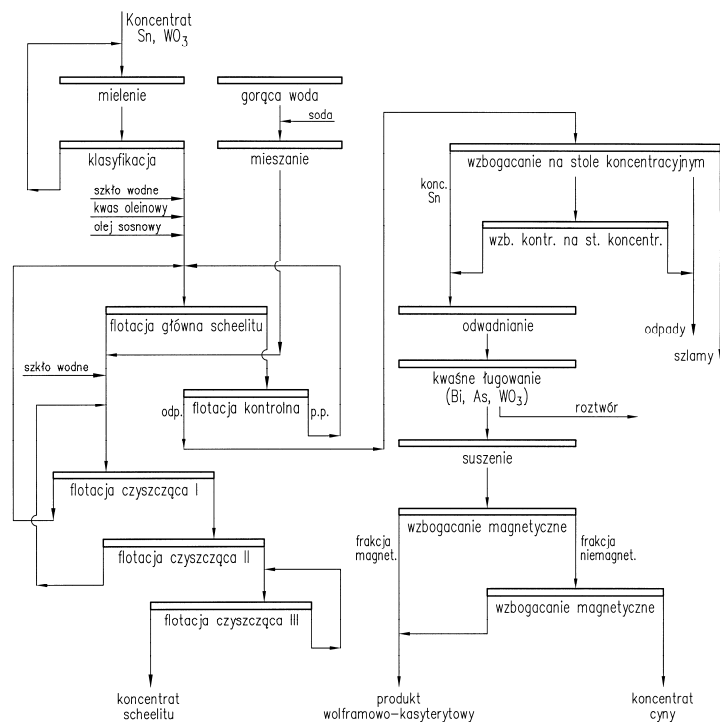 Koncentrat
Sn, WO3
mielenie
gorąca woda
soda
klasyfikacja
mieszanie
wzbogacanie na stole koncentracyjnym
szkło wodne
kwas oleinowy
olej sosnowy
konc.
Sn
wzb. kontr. na st. koncentr.
flotacja główna scheelitu
odwadnianie
odpady
szlamy
szkło wodne
kwaśne ługowanie
(Bi, As, WO3)
odp.
flotacja kontrolna
p.p.
roztwór
suszenie
flotacja czyszcząca I
wzbogacanie magnetyczne
frakcja
magnet.
frakcja
niemagnet.
flotacja czyszcząca II
wzbogacanie magnetyczne
flotacja czyszcząca III
koncentrat
scheelitu
produkt
wolframowo-kasyterytowy
koncentrat
cyny